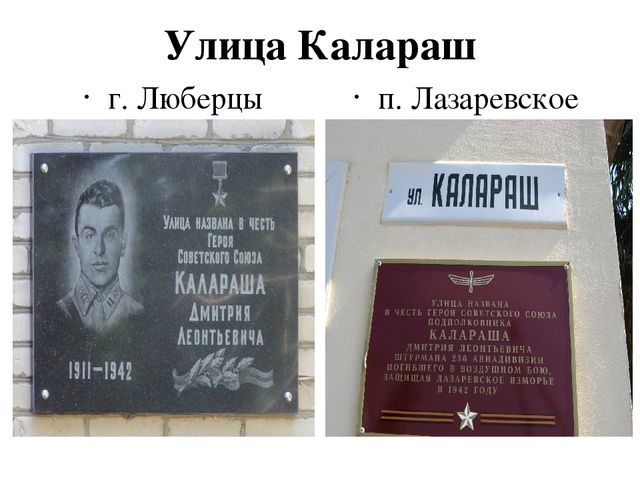 Улица Калараш
· г. Люберцы
· п. Лазаревское
Улица названа в честь
Героя
Советского Союза
Калараша
Дмитрия
Леонтьевича
1911–1942
ул. КАЛАРАШ
УЛИЦА НАЗВАНА
В ЧЕСТЬ ГЕРОЯ СОВЕТСКОГО СОЮЗА
ПОДПОЛКОВНИКА
КАЛАРАША
ДМИТРИЯ ЛЕОНТЬЕВИЧА
ШТУРМАНА 236 АВИАДИВИЗИИ
ПОГИБШЕГО В ВОЗДУШНОМ БОЮ,
ЗАЩИЩАЯ ЛАЗАРЕВСКОЕ ВЗМОРЬЕ
В 1942 ГОДУ